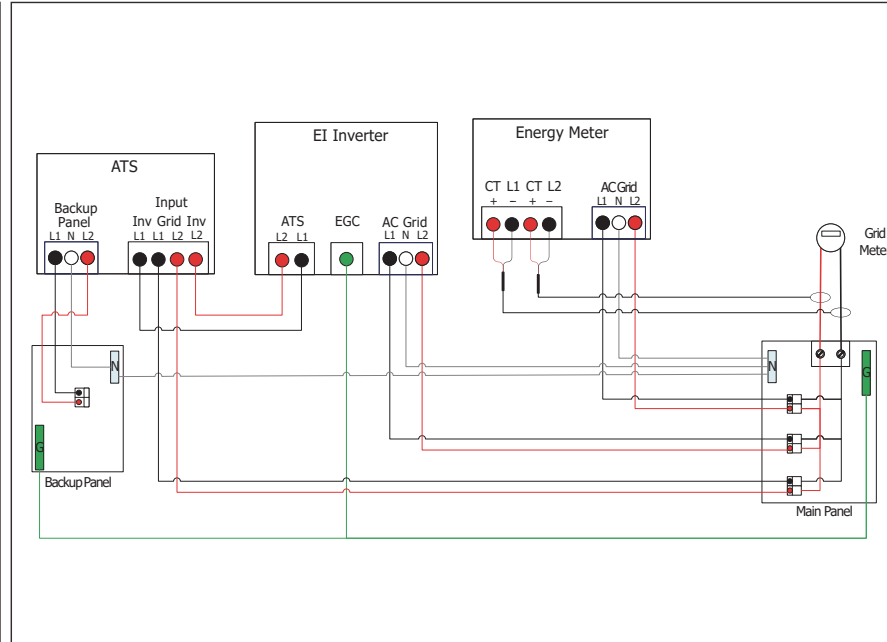 ATS
Backup
Panel
L1 N L2
Input
Inv Grid Inv
L1 L1 L2 L2
EI Inverter
ATS
L2 L1
EGC
AC Grid
L1 N L2
Energy Meter
CT L1 CT L2
+ − + −
AC Grid
L1 N L2
Grid
Mete
N
G
Backup Panel
N
G
Main Panel